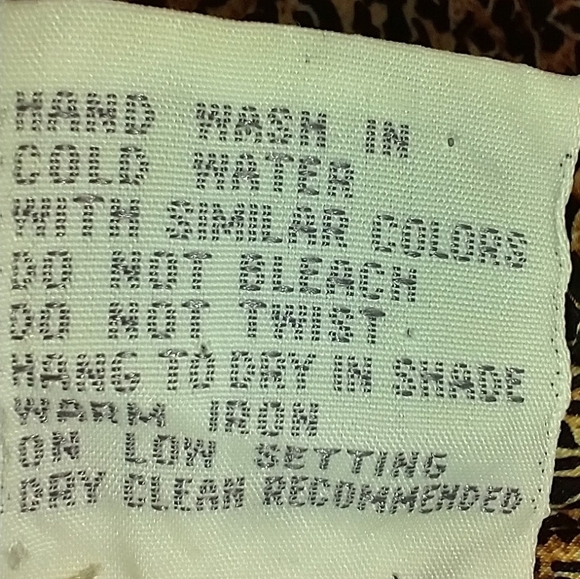 HAND WASH IN
COLD WATER
WITH SIMILAR COLORS
DO NOT BLEACH
DO NOT TWIST
HANG TO DRY IN SHADE
WARM IRON
ON LOW SETTING
DRY CLEAN RECOMMENDED